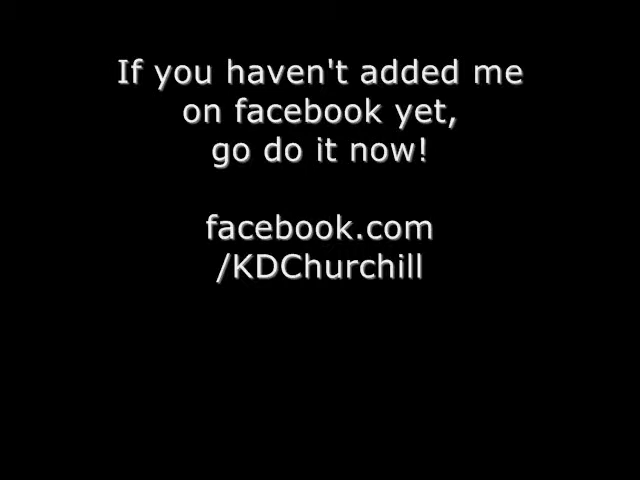 If you haven't added me
on facebook yet,
go do it now!
facebook.com
/KDChurchill